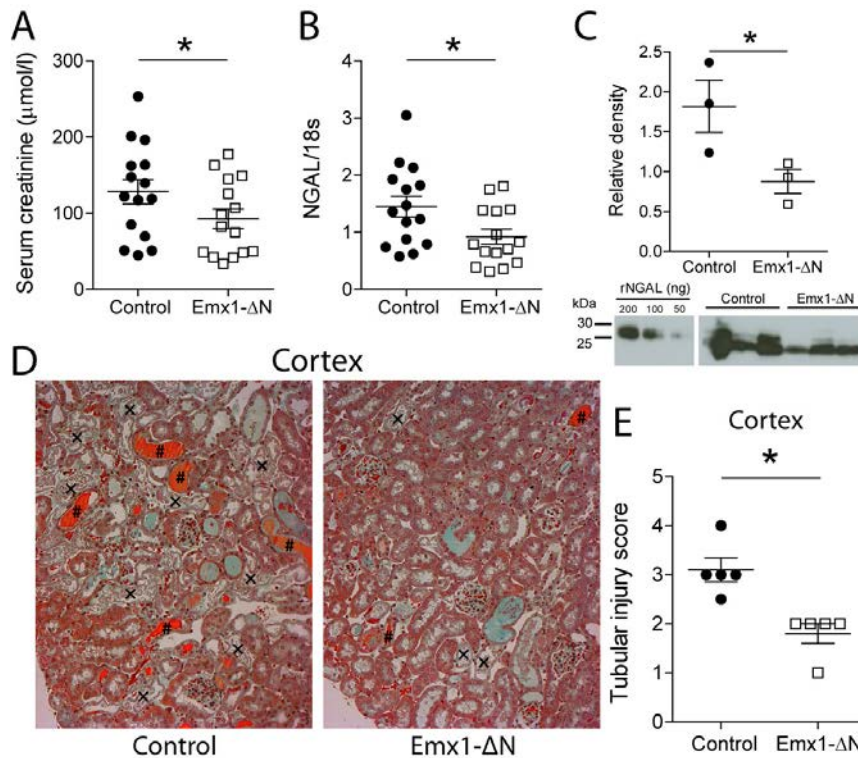 A
*
Serum creatinine (μmol/l)
300
200
100
0
Control
Emx1-ΔN
B
*
NGAL/18s
4
3
2
1
0
Control
Emx1-ΔN
C
*
Relative density
2.5
2.0
1.5
1.0
0.5
0.0
Control
Emx1-ΔN
rNGAL (ng)
kDa
200 100 50
Control
Emx1-ΔN
30
25
D
Cortex
× × × × × × × × # # # # #
× × × # #
Control
Emx1-ΔN
E
Cortex
*
Tubular injury score
5
4
3
2
1
0
Control
Emx1-ΔN